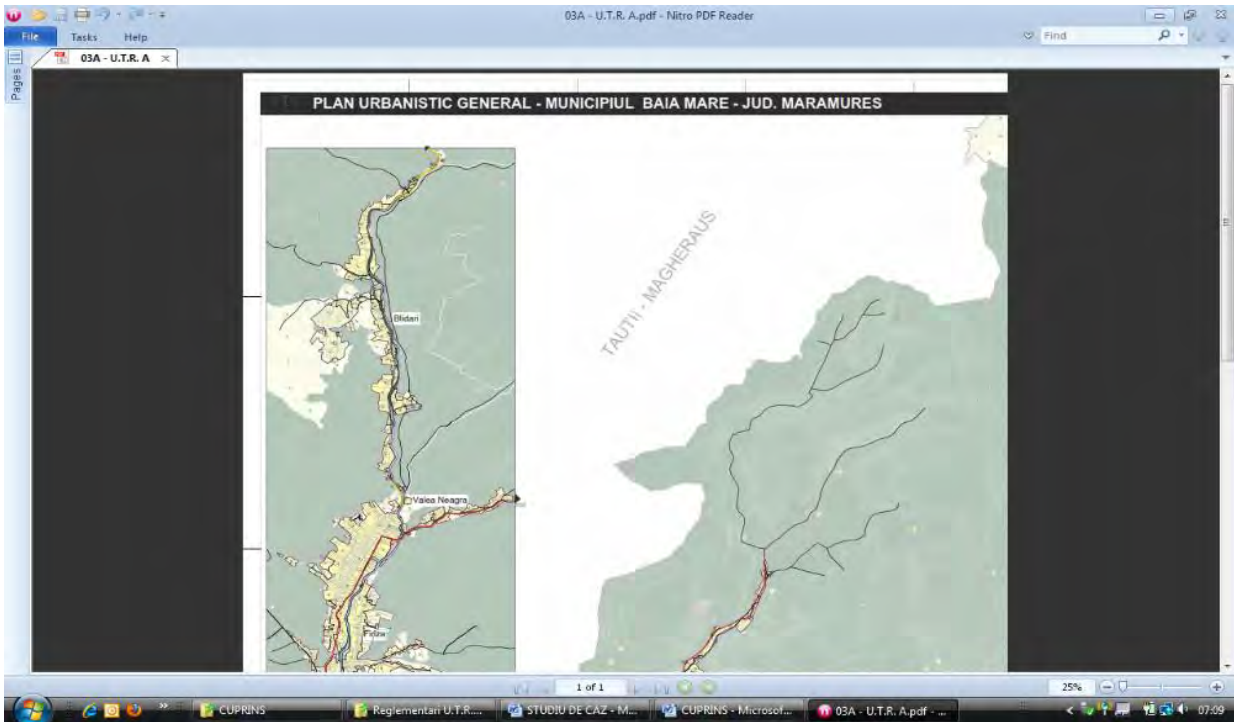 03A - U.T.R. A.pdf - Nitro PDF Reader
File Tasks Help Find
03A - U.T.R. A
Pages
PLAN URBANISTIC GENERAL - MUNICIPIUL BAIA MARE - JUD. MARAMURES
TAUTII - MAGHERAUS
Blidari
Valea Neagra
Firiza
1 of 1 25%
CUPRINS Reglementari U.T.R.... STUDIU DE CAZ - M... CUPRINS - Microsof... 03A - U.T.R. A.pdf - ... 07:09